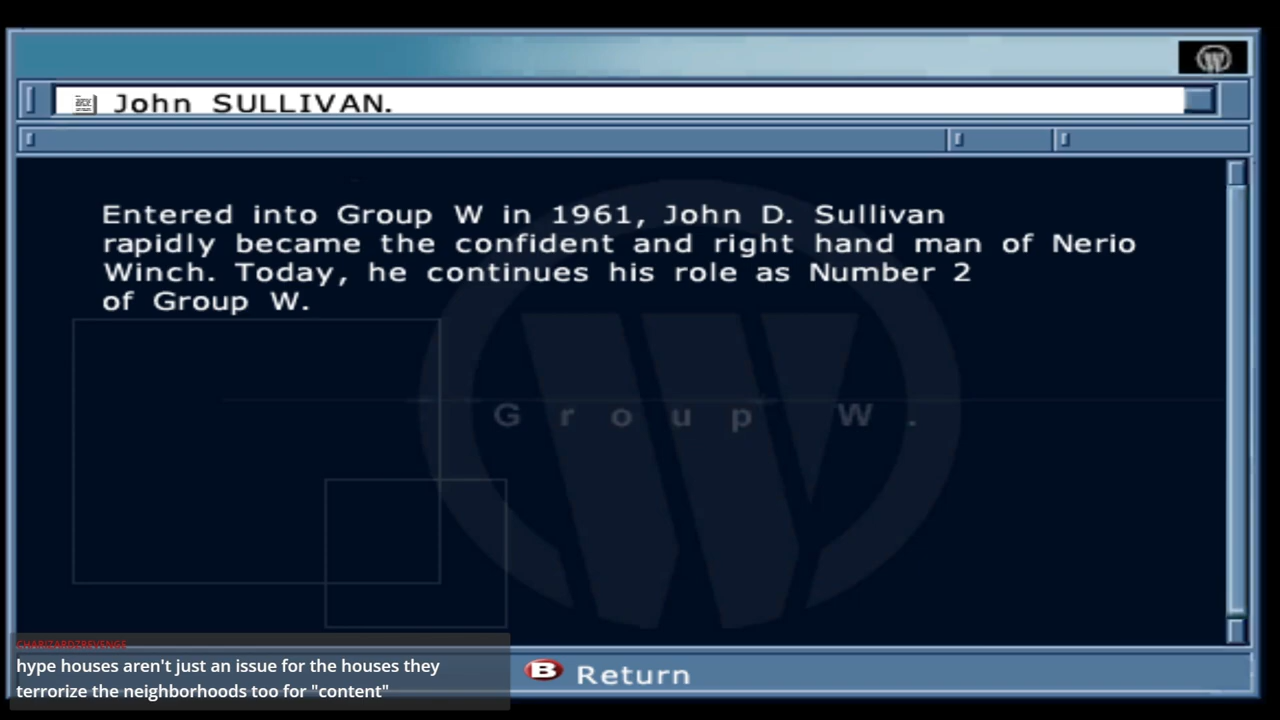 John SULLIVAN.
Entered into Group W in 1961, John D. Sullivan
rapidly became the confident and right hand man of Nerio
Winch. Today, he continues his role as Number 2
of Group W.
Group W.
CHARIZARDZREVENGE
hype houses aren't just an issue for the houses they
terrorize the neighborhoods too for "content"
B Return